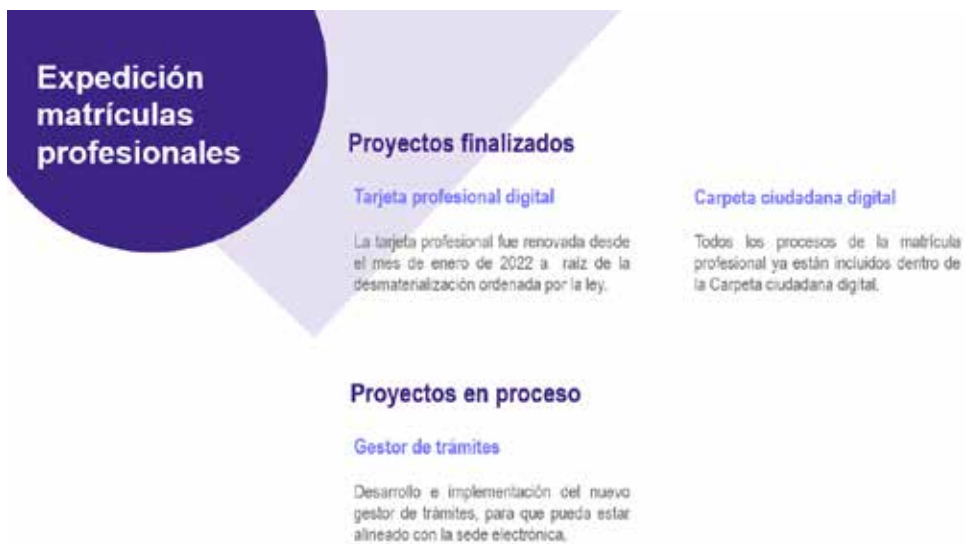 Expedición
matrículas
profesionales
Proyectos finalizados
Tarjeta profesional digital
La tarjeta profesional fue renovada desde
el mes de enero de 2022 a raíz de la
desmaterialización ordenada por la ley.
Carpeta ciudadana digital
Todos los procesos de la matrícula
profesional ya están incluidos dentro de
la Carpeta ciudadana digital.
Proyectos en proceso
Gestor de trámites
Desarrollo e implementación del nuevo
gestor de trámites, para que pueda estar
alineado con la sede electrónica.